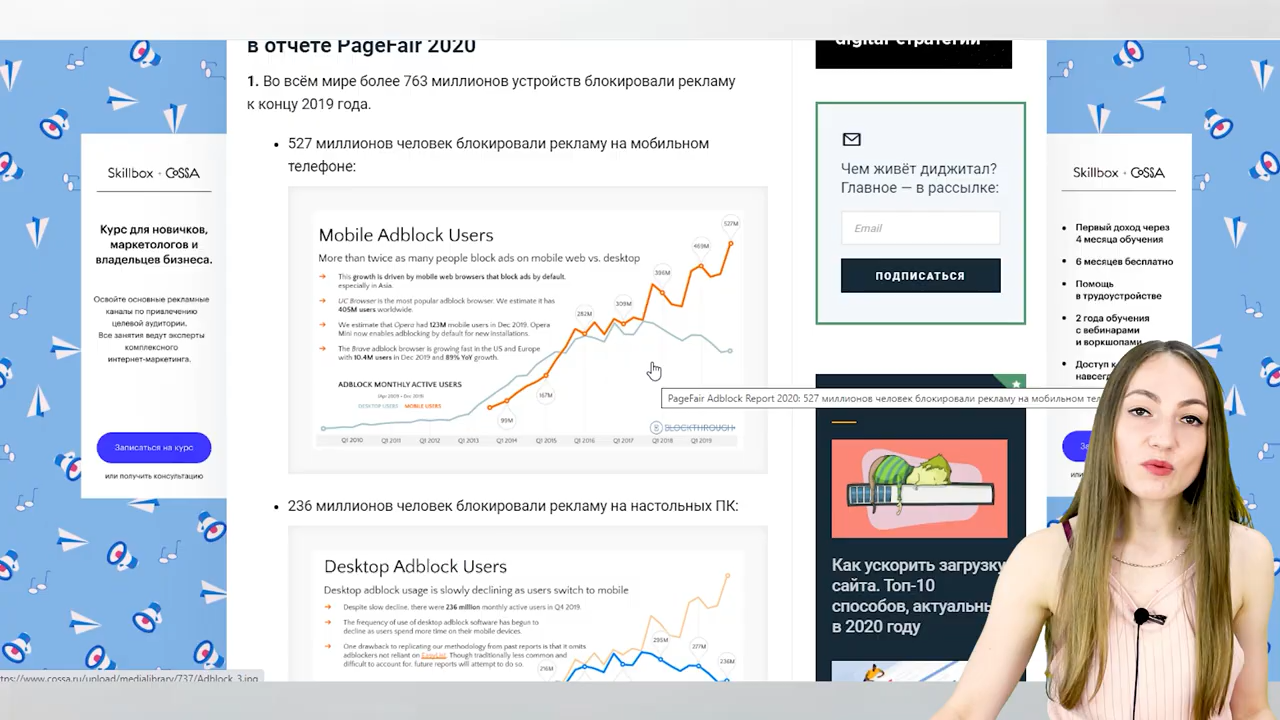 в отчете PageFair 2020
1. Во всём мире более 763 миллионов устройств блокировали рекламу
к концу 2019 года.
• 527 миллионов человек блокировали рекламу на мобильном
телефоне:
Mobile Adblock Users
More than twice as many people block ads on mobile web vs. desktop
This growth is driven by mobile web browsers that block ads by default,
especially in Asia.
UC Browser is the most popular adblock browser. We estimate it has
405M users worldwide.
We estimate that Opera had 123M mobile users in Dec 2019. Opera
Mini now enables adblocking by default for new installations.
The Brave adblock browser is growing fast in the US and Europe
with 10.4M users in Dec 2019 and 89% YoY growth.
ADBLOCK MONTHLY ACTIVE USERS
(Apr 2009 - Dec 2019)
DESKTOP USERS MOBILE USERS
99M
167M
282M
309M
386M
489M
527M
BLOCKTHROUGH
Q1 2010 Q1 2011 Q1 2012 Q1 2013 Q1 2014 Q1 2015 Q1 2016 Q1 2017 Q1 2018 Q1 2019
PageFair Adblock Report 2020: 527 миллионов человек блокировали рекламу на мобильном тел
• 236 миллионов человек блокировали рекламу на настольных ПК:
Desktop Adblock Users
Desktop adblock usage is slowly declining as users switch to mobile
Despite slow decline, there were 236 million monthly active users in Q4 2019.
The frequency of use of desktop adblock software has begun to
decline as users spend more time on their mobile devices.
One drawback to replicating our methodology from past reports is that it omits
adblockers not reliant on EasyList. Though traditionally less common and
difficult to account for, future reports will attempt to do so.
216M
295M
277M
236M
ttps://www.cossa.ru/upload/medialibrary/737/Adblock_3.jpg
Skillbox · COSSA
Курс для новичков,
маркетологов и
владельцев бизнеса.
Освойте основные рекламные
каналы по привлечению
целевой аудитории.
Все занятия ведут эксперты
комплексного
интернет-маркетинга.
Записаться на курс
или получить консультацию
digital-стратегии
Чем живёт диджитал?
Главное — в рассылке:
Email
ПОДПИСАТЬСЯ
Как ускорить загрузку
сайта. Топ-10
способов, актуальны
в 2020 году
Skillbox · COSSA
• Первый доход через
4 месяца обучения
• 6 месяцев бесплатно
• Помощь
в трудоустройстве
• 2 года обучения
с вебинарами
и воркшопами
• Доступ к
навсегда
За
или